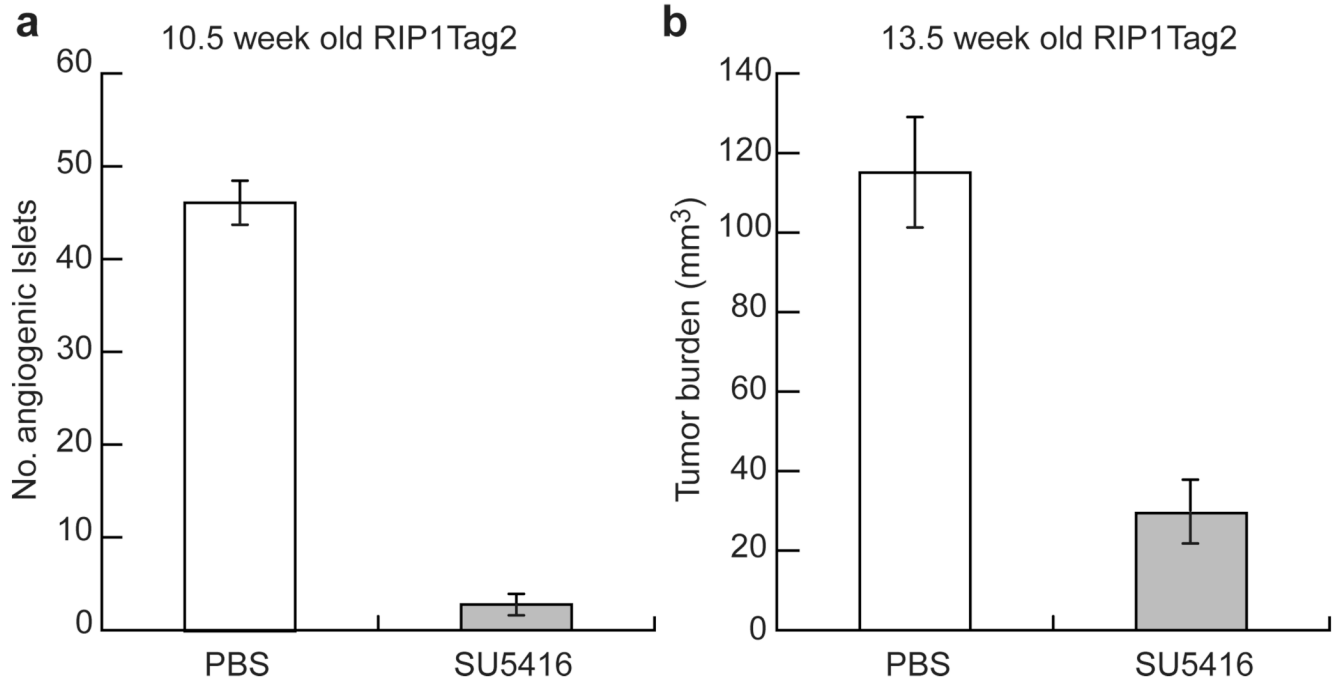 a
10.5 week old RIP1Tag2
No. angiogenic Islets
60
50
40
30
20
10
0
PBS
SU5416
b
13.5 week old RIP1Tag2
Tumor burden (mm³)
140
120
100
80
60
40
20
0
PBS
SU5416